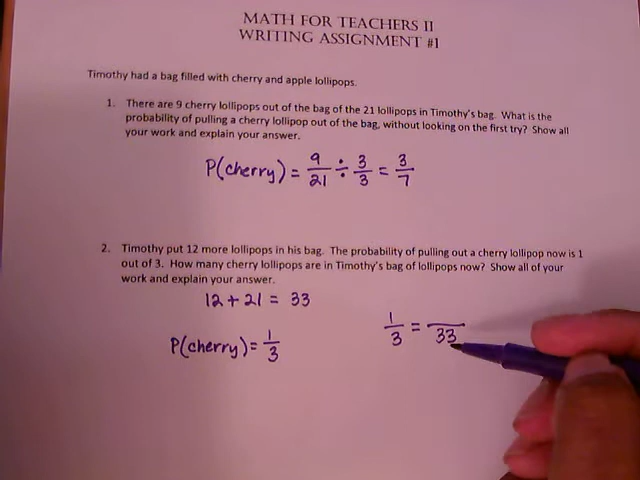 MATH FOR TEACHERS II
WRITING ASSIGNMENT #1
Timothy had a bag filled with cherry and apple lollipops.
1. There are 9 cherry lollipops out of the bag of the 21 lollipops in Timothy's bag. What is the
probability of pulling a cherry lollipop out of the bag, without looking on the first try? Show all
your work and explain your answer.
P(cherry) = 9/21 ÷ 3/3 = 3/7
2. Timothy put 12 more lollipops in his bag. The probability of pulling out a cherry lollipop now is 1
out of 3. How many cherry lollipops are in Timothy's bag of lollipops now? Show all of your
work and explain your answer.
12 + 21 = 33
P(cherry) = 1/3
1/3 = /33